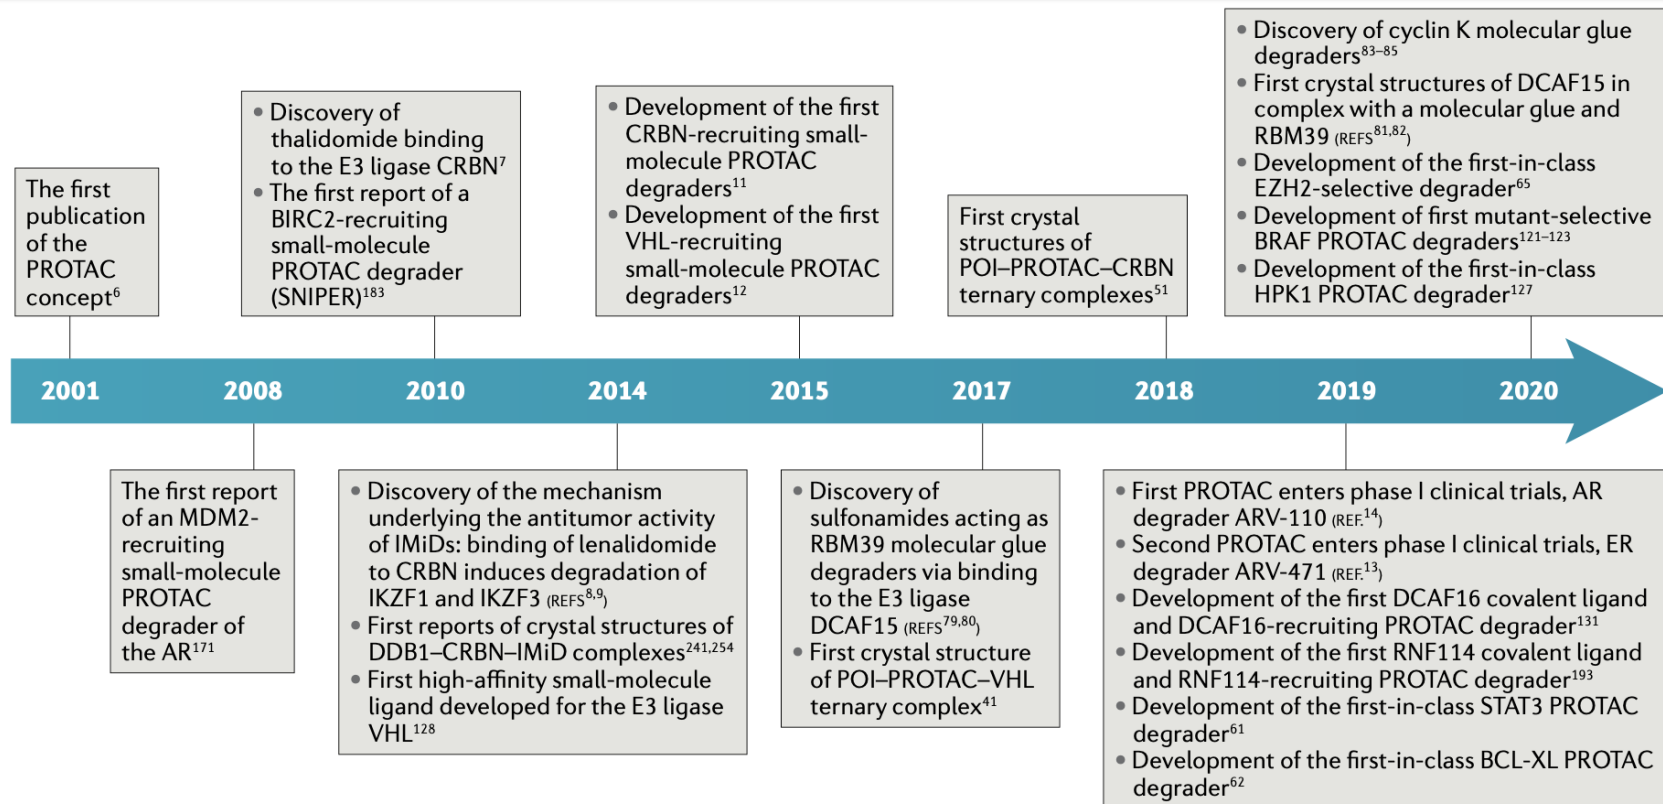 The first
publication
of the
PROTAC
concept6
• Discovery of
thalidomide binding
to the E3 ligase CRBN7
• The first report of a
BIRC2-recruiting
small-molecule
PROTAC degrader
(SNIPER)183
• Development of the first
CRBN-recruiting small-
molecule PROTAC
degraders11
• Development of the first
VHL-recruiting
small-molecule PROTAC
degraders12
First crystal
structures of
POI–PROTAC–CRBN
ternary complexes51
• Discovery of cyclin K molecular glue
degraders83–85
• First crystal structures of DCAF15 in
complex with a molecular glue and
RBM39 (REFS81,82)
• Development of the first-in-class
EZH2-selective degrader65
• Development of first mutant-selective
BRAF PROTAC degraders121–123
• Development of the first-in-class
HPK1 PROTAC degrader127
2001 2008 2010 2014 2015 2017 2018 2019 2020
The first report
of an MDM2-
recruiting
small-molecule
PROTAC
degrader of
the AR171
• Discovery of the mechanism
underlying the antitumor activity
of IMiDs: binding of lenalidomide
to CRBN induces degradation of
IKZF1 and IKZF3 (REFS8,9)
• First reports of crystal structures of
DDB1–CRBN–IMiD complexes241,254
• First high-affinity small-molecule
ligand developed for the E3 ligase
VHL128
• Discovery of
sulfonamides acting as
RBM39 molecular glue
degraders via binding
to the E3 ligase
DCAF15 (REFS79,80)
• First crystal structure
of POI–PROTAC–VHL
ternary complex41
• First PROTAC enters phase I clinical trials, AR
degrader ARV-110 (REF.14)
• Second PROTAC enters phase I clinical trials, ER
degrader ARV-471 (REF.13)
• Development of the first DCAF16 covalent ligand
and DCAF16-recruiting PROTAC degrader131
• Development of the first RNF114 covalent ligand
and RNF114-recruiting PROTAC degrader193
• Development of the first-in-class STAT3 PROTAC
degrader61
• Development of the first-in-class BCL-XL PROTAC
degrader62